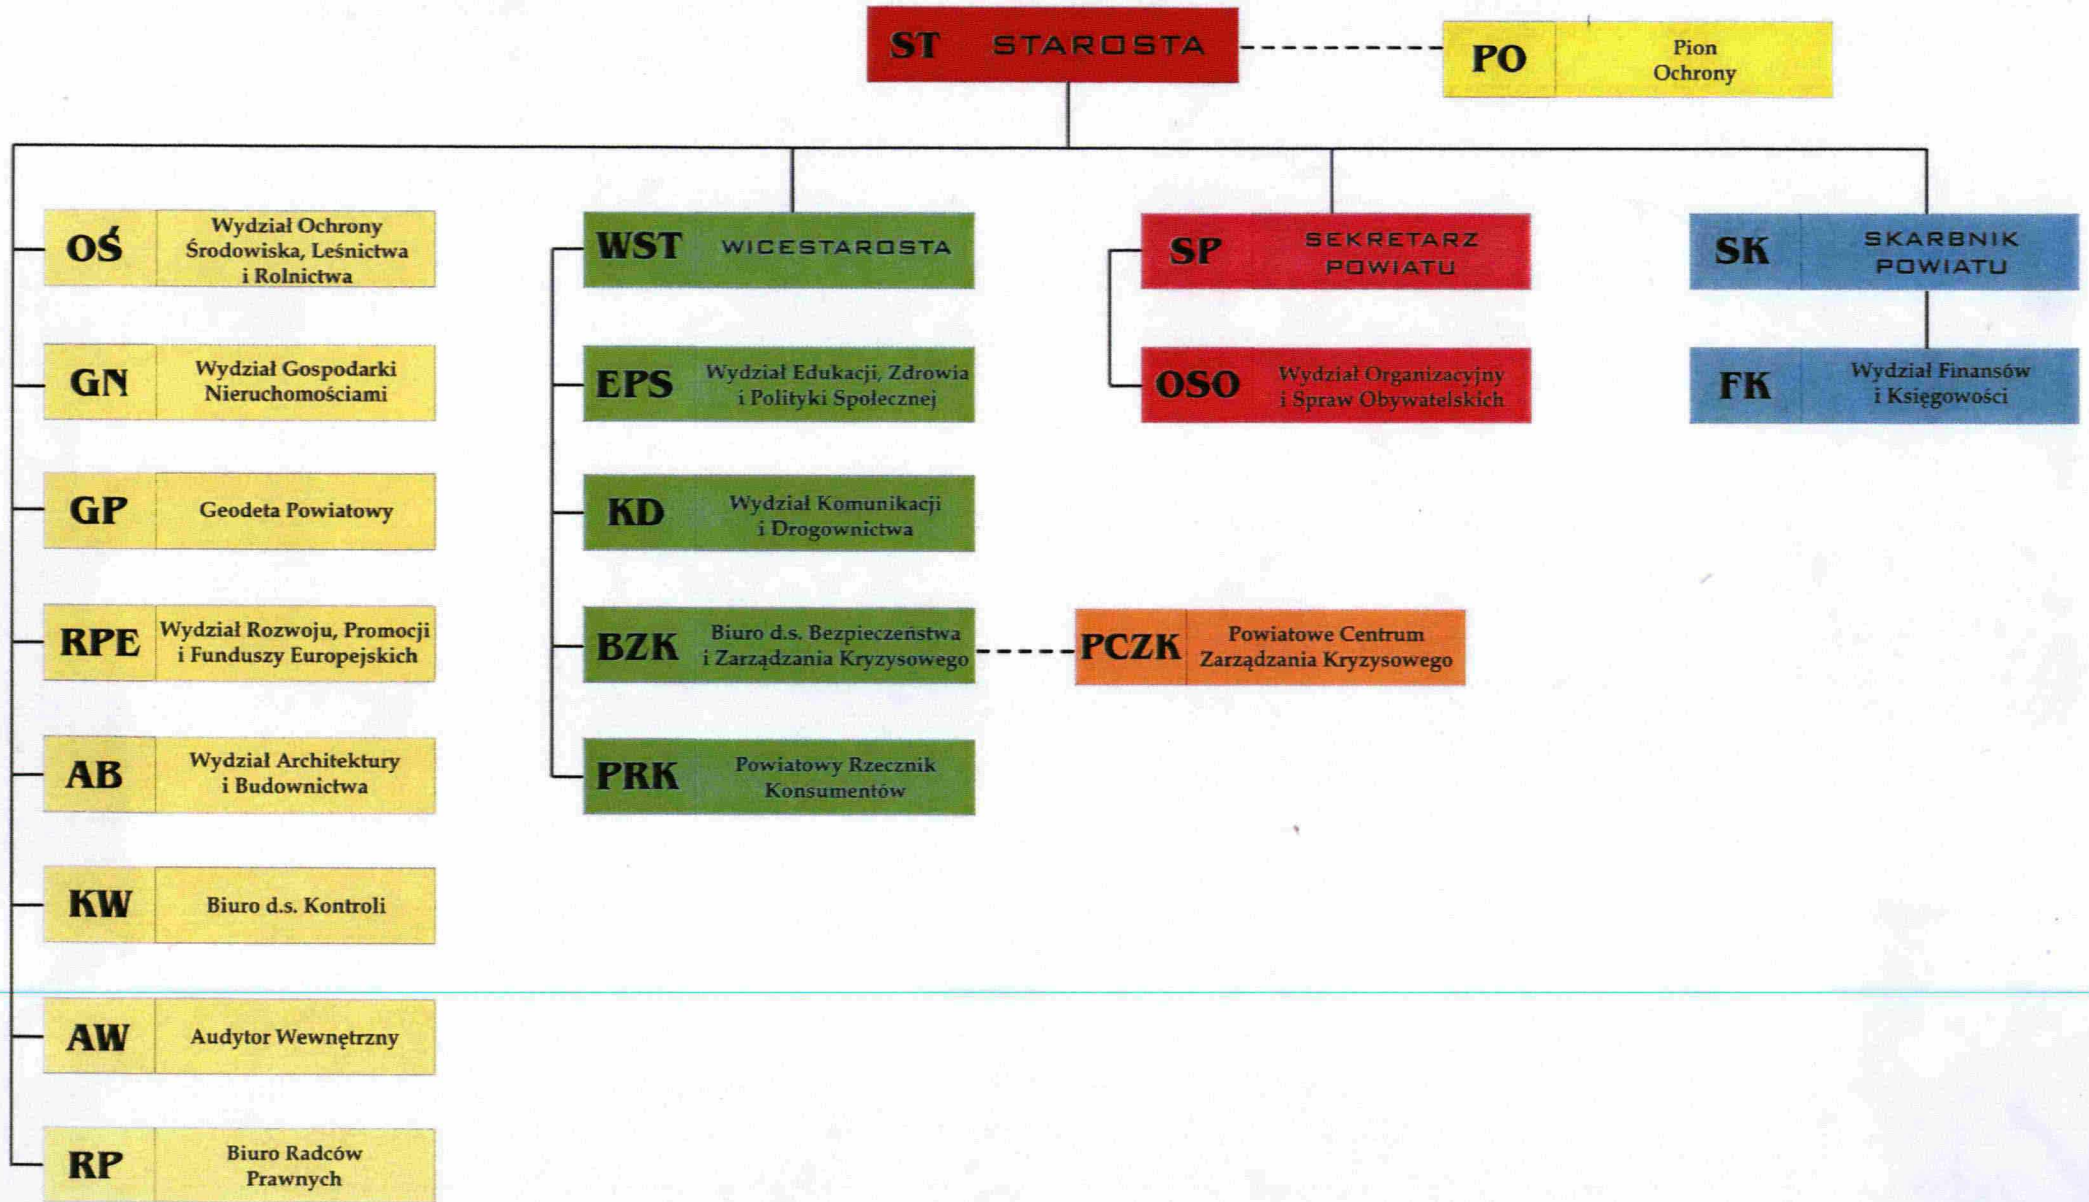 ST STAROSTA
PO Pion
Ochrony
OŚ Wydział Ochrony
Środowiska, Leśnictwa
i Rolnictwa
GN Wydział Gospodarki
Nieruchomościami
GP Geodeta Powiatowy
RPE Wydział Rozwoju, Promocji
i Funduszy Europejskich
AB Wydział Architektury
i Budownictwa
KW Biuro d.s. Kontroli
AW Audytor Wewnętrzny
RP Biuro Radców
Prawnych
WST WICESTAROSTA
EPS Wydział Edukacji, Zdrowia
i Polityki Społecznej
KD Wydział Komunikacji
i Drogownictwa
BZK Biuro d.s. Bezpieczeństwa
i Zarządzania Kryzysowego
PCZK Powiatowe Centrum
Zarządzania Kryzysowego
PRK Powiatowy Rzecznik
Konsumentów
SP SEKRETARZ
POWIATU
OSO Wydział Organizacyjny
i Spraw Obywatelskich
SK SKARBNIK
POWIATU
FK Wydział Finansów
i Księgowości